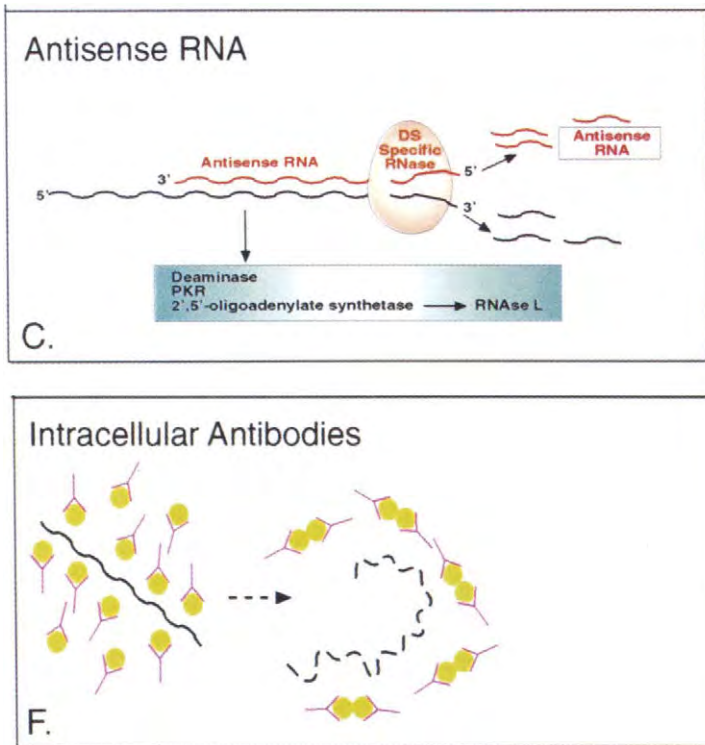 Antisense RNA
DS
Specific
RNase
Antisense RNA
Antisense
RNA
3'
5'
5'
3'
Deaminase
PKR
2',5'-oligoadenylate synthetase → RNAse L
C.
Intracellular Antibodies
F.